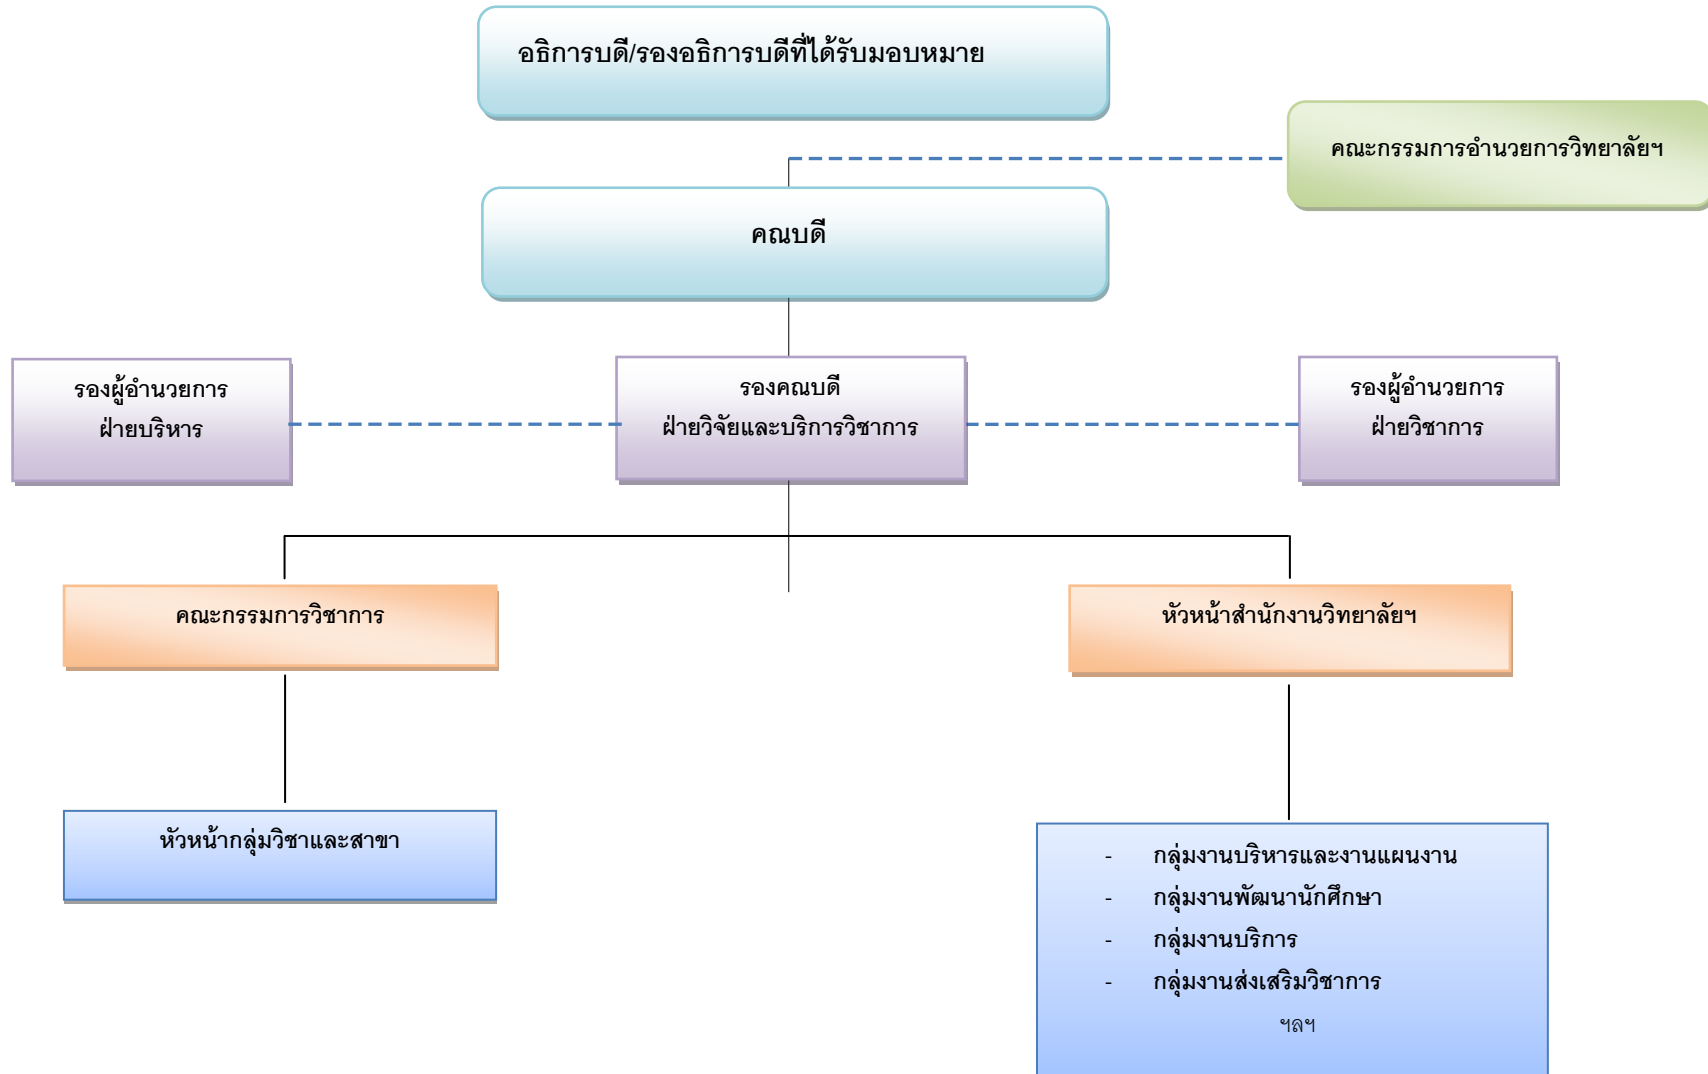 อธิการบดี/รองอธิการบดีที่ได้รับมอบหมาย
คณะกรรมการอำนวยการวิทยาลัยฯ
คณบดี
รองผู้อำนวยการ
ฝ่ายบริหาร
รองคณบดี
ฝ่ายวิจัยและบริการวิชาการ
รองผู้อำนวยการ
ฝ่ายวิชาการ
คณะกรรมการวิชาการ
หัวหน้าสำนักงานวิทยาลัยฯ
หัวหน้ากลุ่มวิชาและสาขา
- กลุ่มงานบริหารและงานแผนงาน
- กลุ่มงานพัฒนานักศึกษา
- กลุ่มงานบริการ
- กลุ่มงานส่งเสริมวิชาการ
ฯลฯ